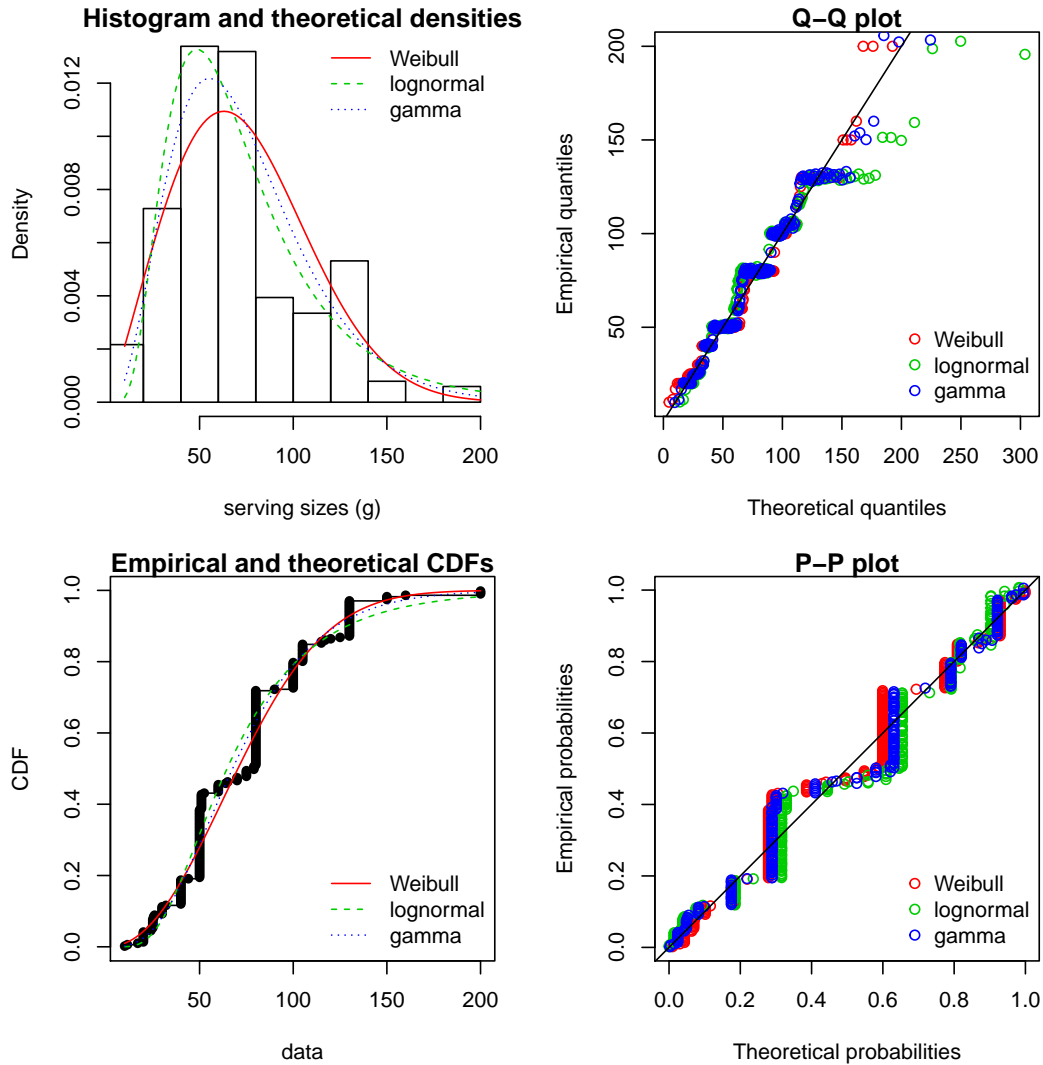 Histogram and theoretical densities
Density
0.000
0.004
0.008
0.012
Weibull
lognormal
gamma
50
100
150
200
serving sizes (g)
Q−Q plot
Empirical quantiles
50
100
150
200
Weibull
lognormal
gamma
0
50
100
150
200
250
300
Theoretical quantiles
Empirical and theoretical CDFs
CDF
0.0
0.2
0.4
0.6
0.8
1.0
Weibull
lognormal
gamma
50
100
150
200
data
P−P plot
Empirical probabilities
0.0
0.2
0.4
0.6
0.8
1.0
Weibull
lognormal
gamma
0.0
0.2
0.4
0.6
0.8
1.0
Theoretical probabilities